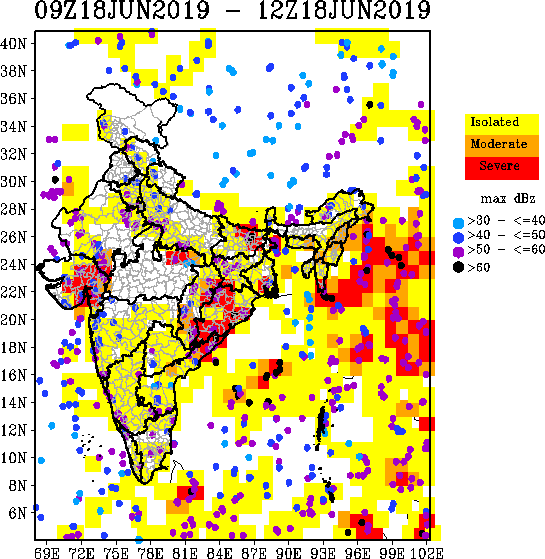 09Z18JUN2019 - 12Z18JUN2019
40N
38N
36N
34N
32N
30N
28N
26N
24N
22N
20N
18N
16N
14N
12N
10N
8N
6N
69E 72E 75E 78E 81E 84E 87E 90E 93E 96E 99E 102E
Isolated
Moderate
Severe
max dBz
>30 - <=40
>40 - <=50
>50 - <=60
>60